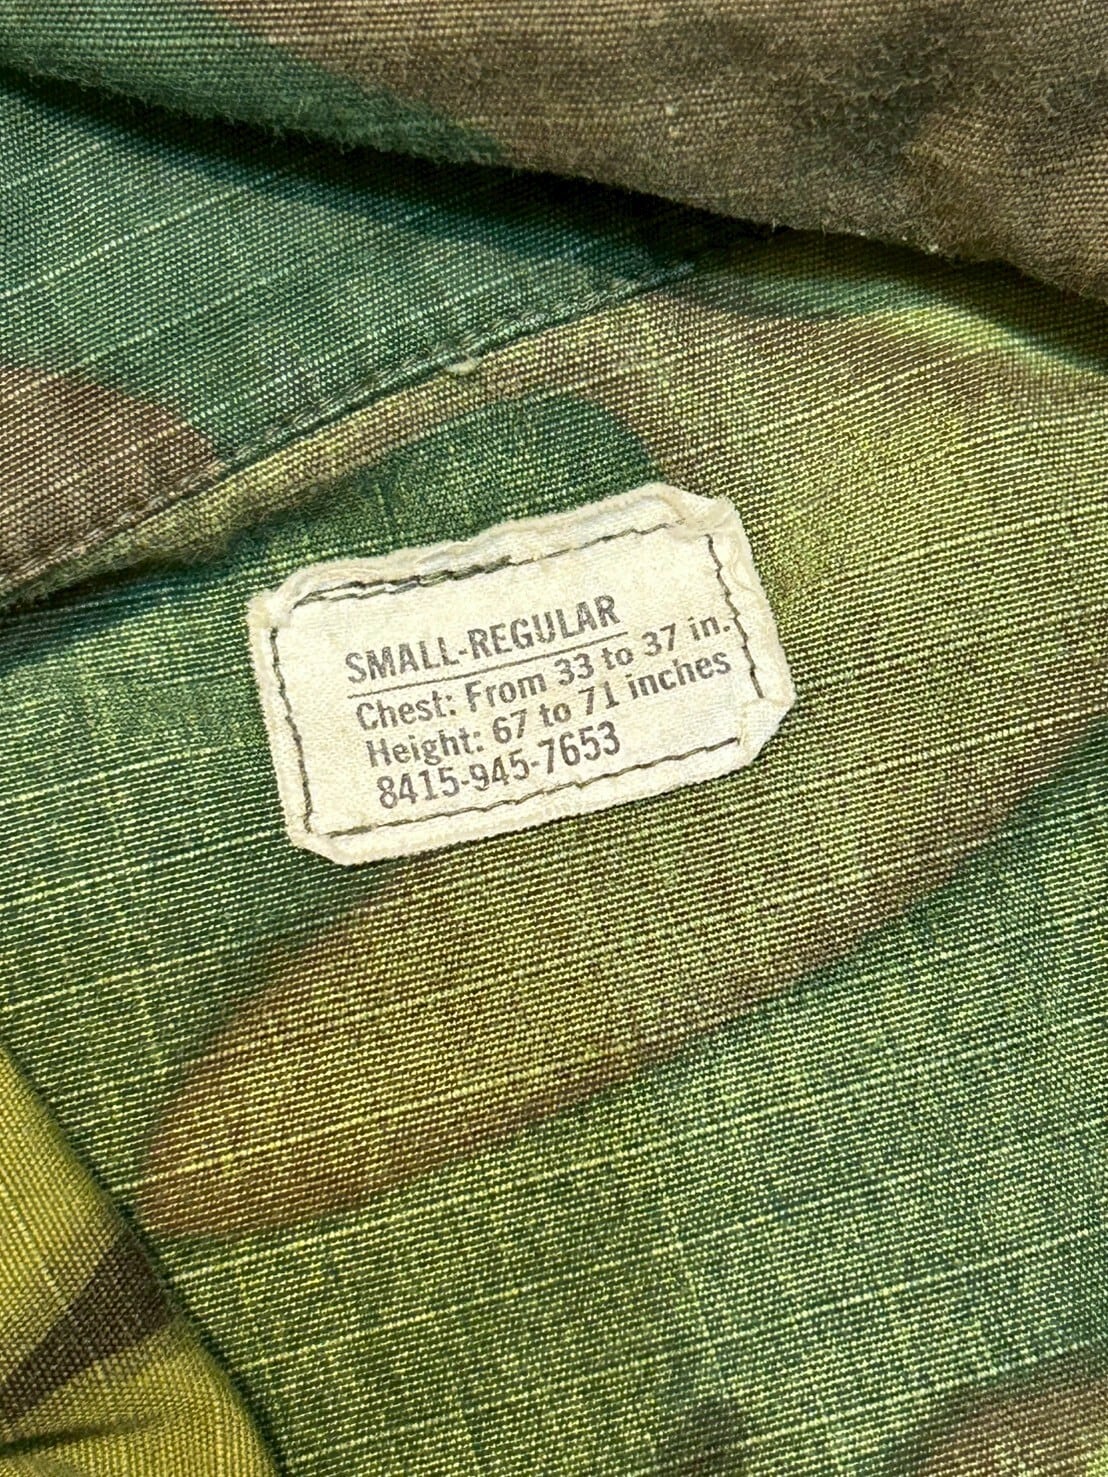 SMALL-REGULAR
Chest: From 33 to 37 in.
Height: 67 to 71 inches
8415-945-7653